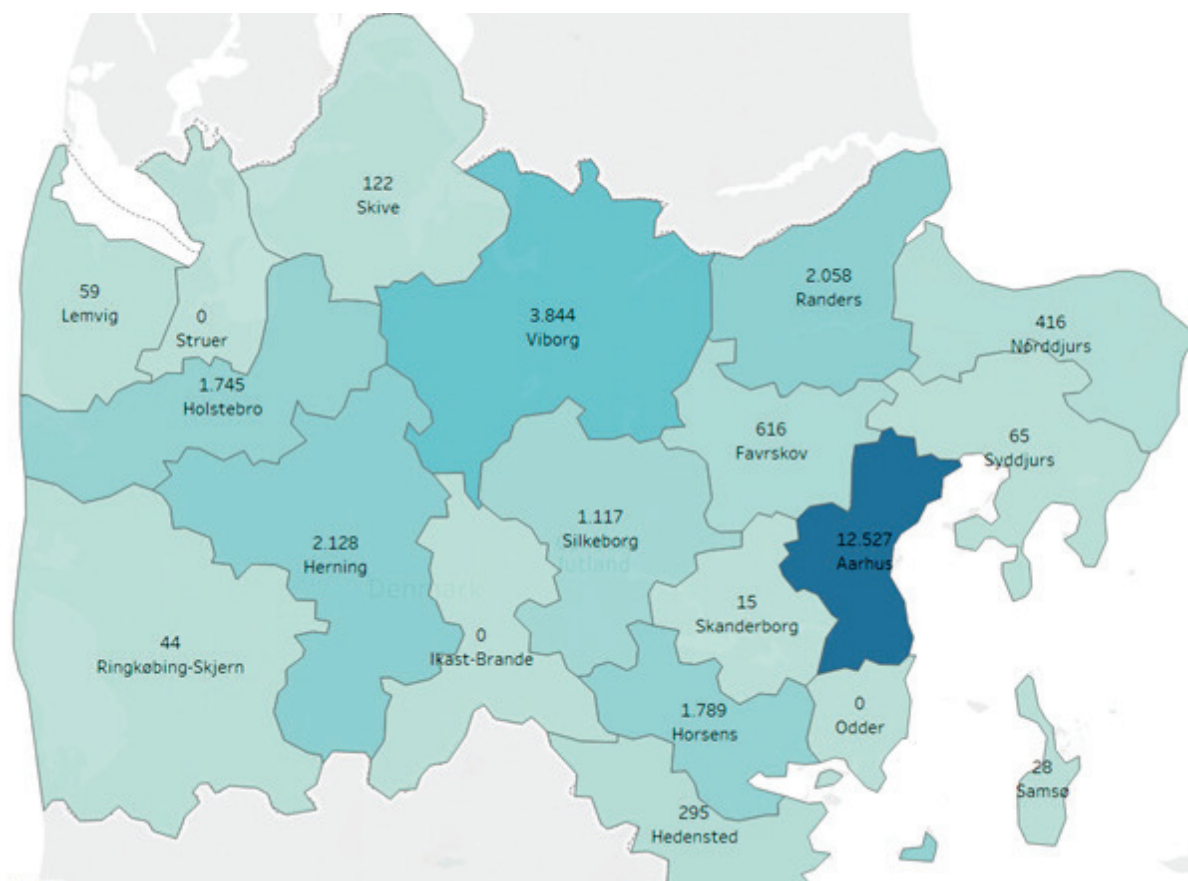 122
Skive
2.058
Randers
59
Lemvig
0
Struer
3.844
Viborg
416
Norddjurs
1.745
Holstebro
616
Favrskov
65
Syddjurs
2.128
Herning
1.117
Silkeborg
Jutland
12.527
Aarhus
Denmark
15
Skanderborg
44
Ringkøbing-Skjern
0
Ikast-Brande
1.789
Horsens
0
Odder
28
Samsø
295
Hedensted